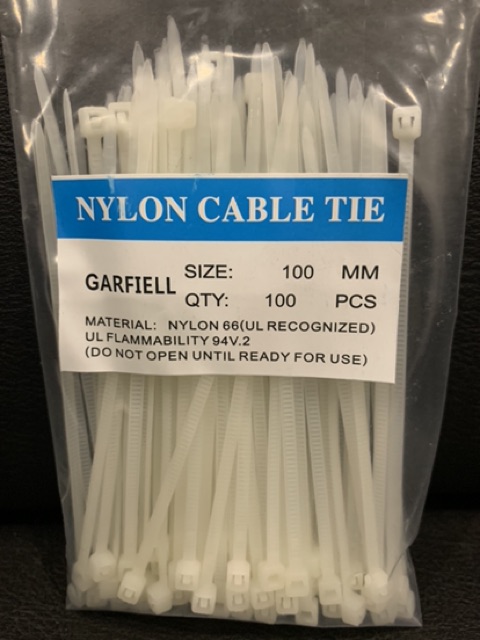 NYLON CABLE TIE
GARFIELL
SIZE: 100 MM
QTY: 100 PCS
MATERIAL: NYLON 66(UL RECOGNIZED)
UL FLAMMABILITY 94V.2
(DO NOT OPEN UNTIL READY FOR USE)